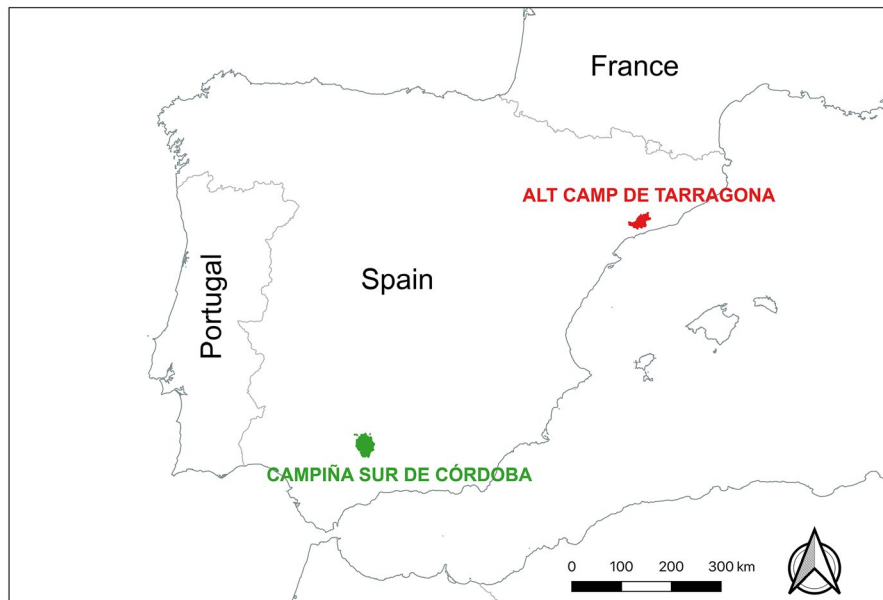 France
ALT CAMP DE TARRAGONA
Spain
Portugal
CAMPIÑA SUR DE CÓRDOBA
0 100 200 300 km